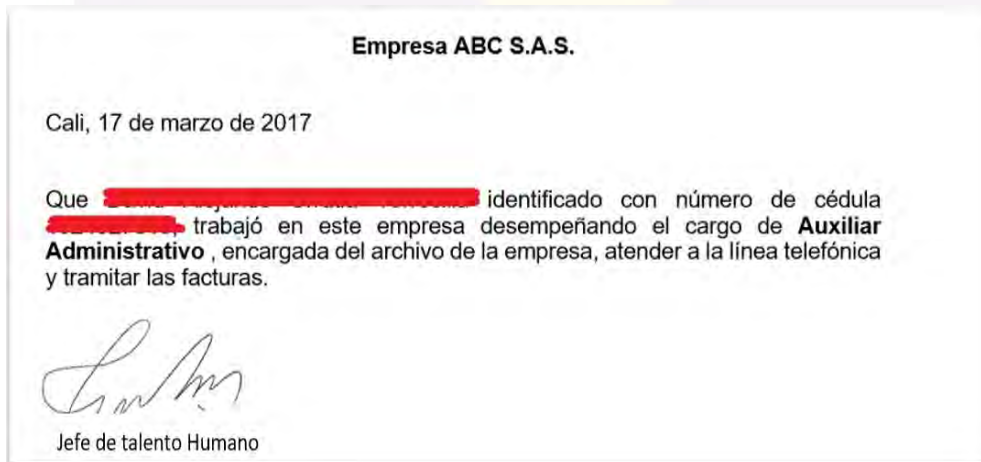 Empresa ABC S.A.S.
Cali, 17 de marzo de 2017
Que identificado con número de cédula
trabajó en este empresa desempeñando el cargo de Auxiliar
Administrativo , encargada del archivo de la empresa, atender a la línea telefónica
y tramitar las facturas.
Jefe de talento Humano